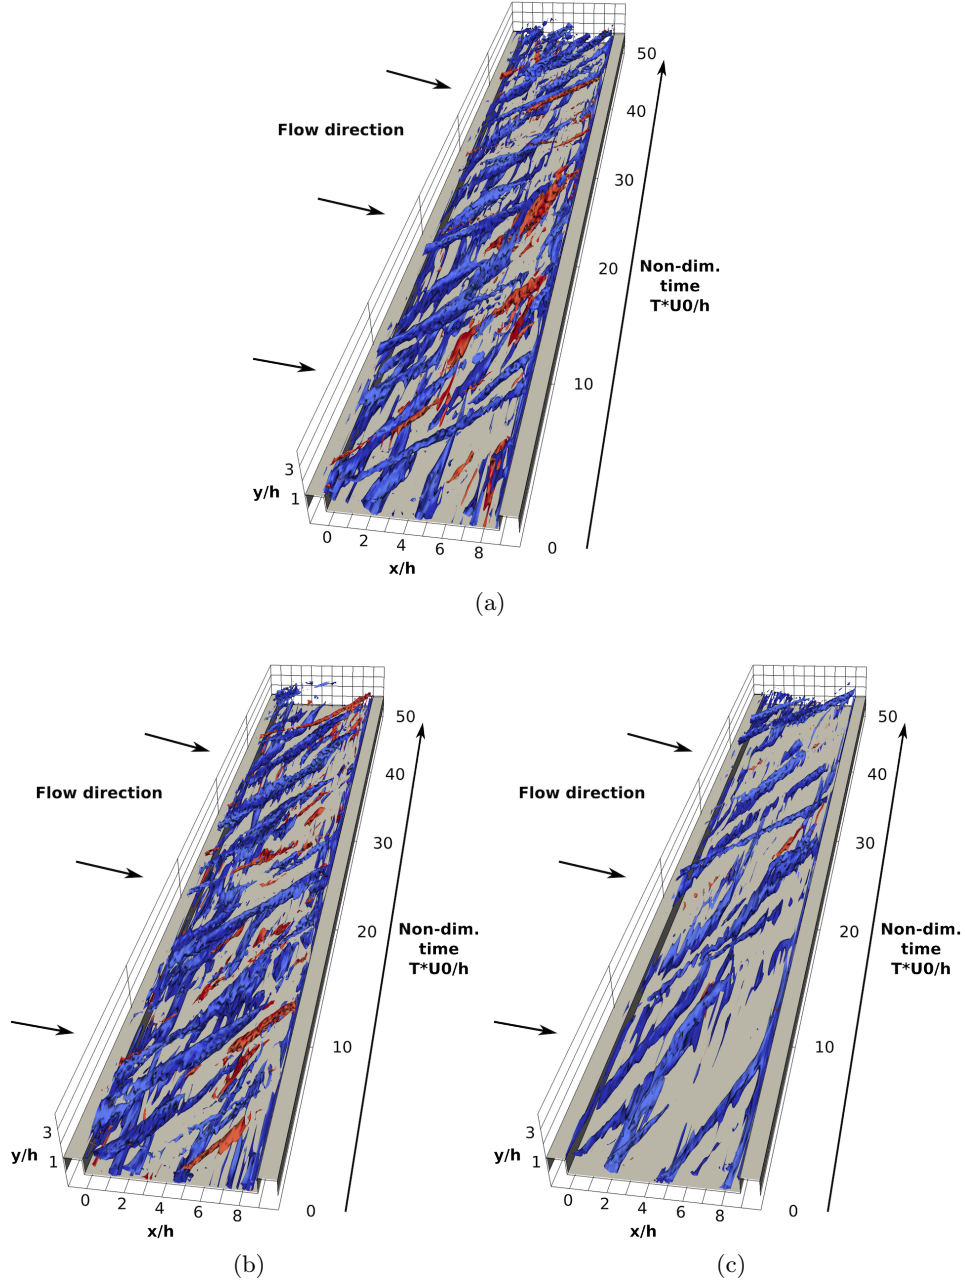 50
40
Flow direction
30
20
Non-dim.
time
T*U0/h
10
3
y/h 1
0 2 4 6 8 0
x/h
(a)
50
40
Flow direction
30
20
Non-dim.
time
T*U0/h
10
3
y/h 1
0 2 4 6 8 0
x/h
(b)
50
40
Flow direction
30
20
Non-dim.
time
T*U0/h
10
3
y/h 1
0 2 4 6 8 0
x/h
(c)